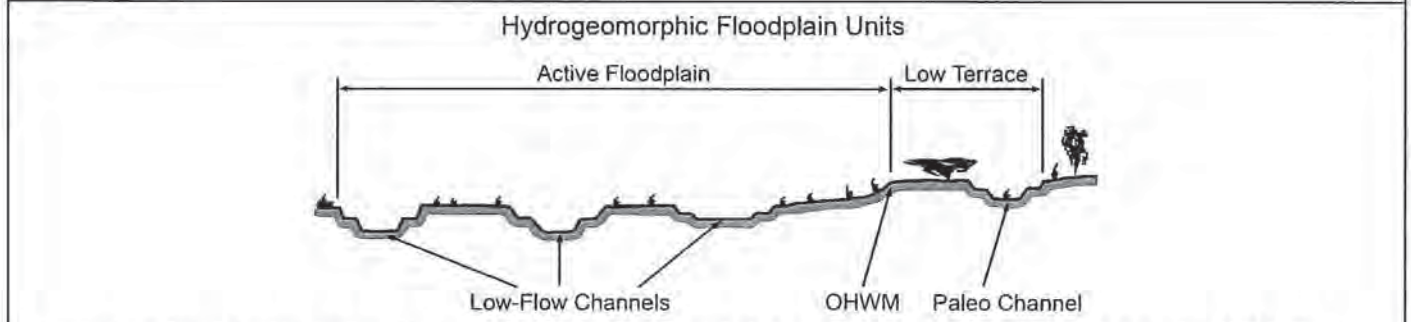 Hydrogeomorphic Floodplain Units
Active Floodplain Low Terrace
Low-Flow Channels OHWM Paleo Channel